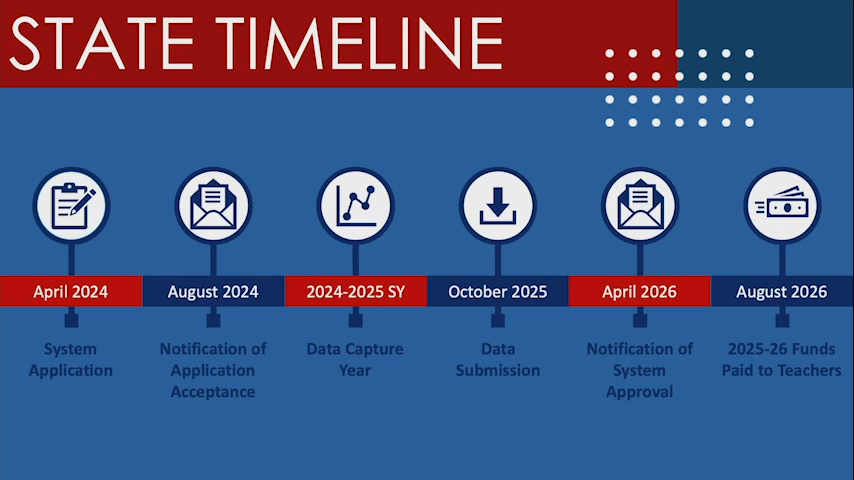 STATE TIMELINE
April 2024
August 2024
2024-2025 SY
October 2025
April 2026
August 2026
System
Application
Notification of
Application
Acceptance
Data Capture
Year
Data
Submission
Notification of
System
Approval
2025-26 Funds
Paid to Teachers